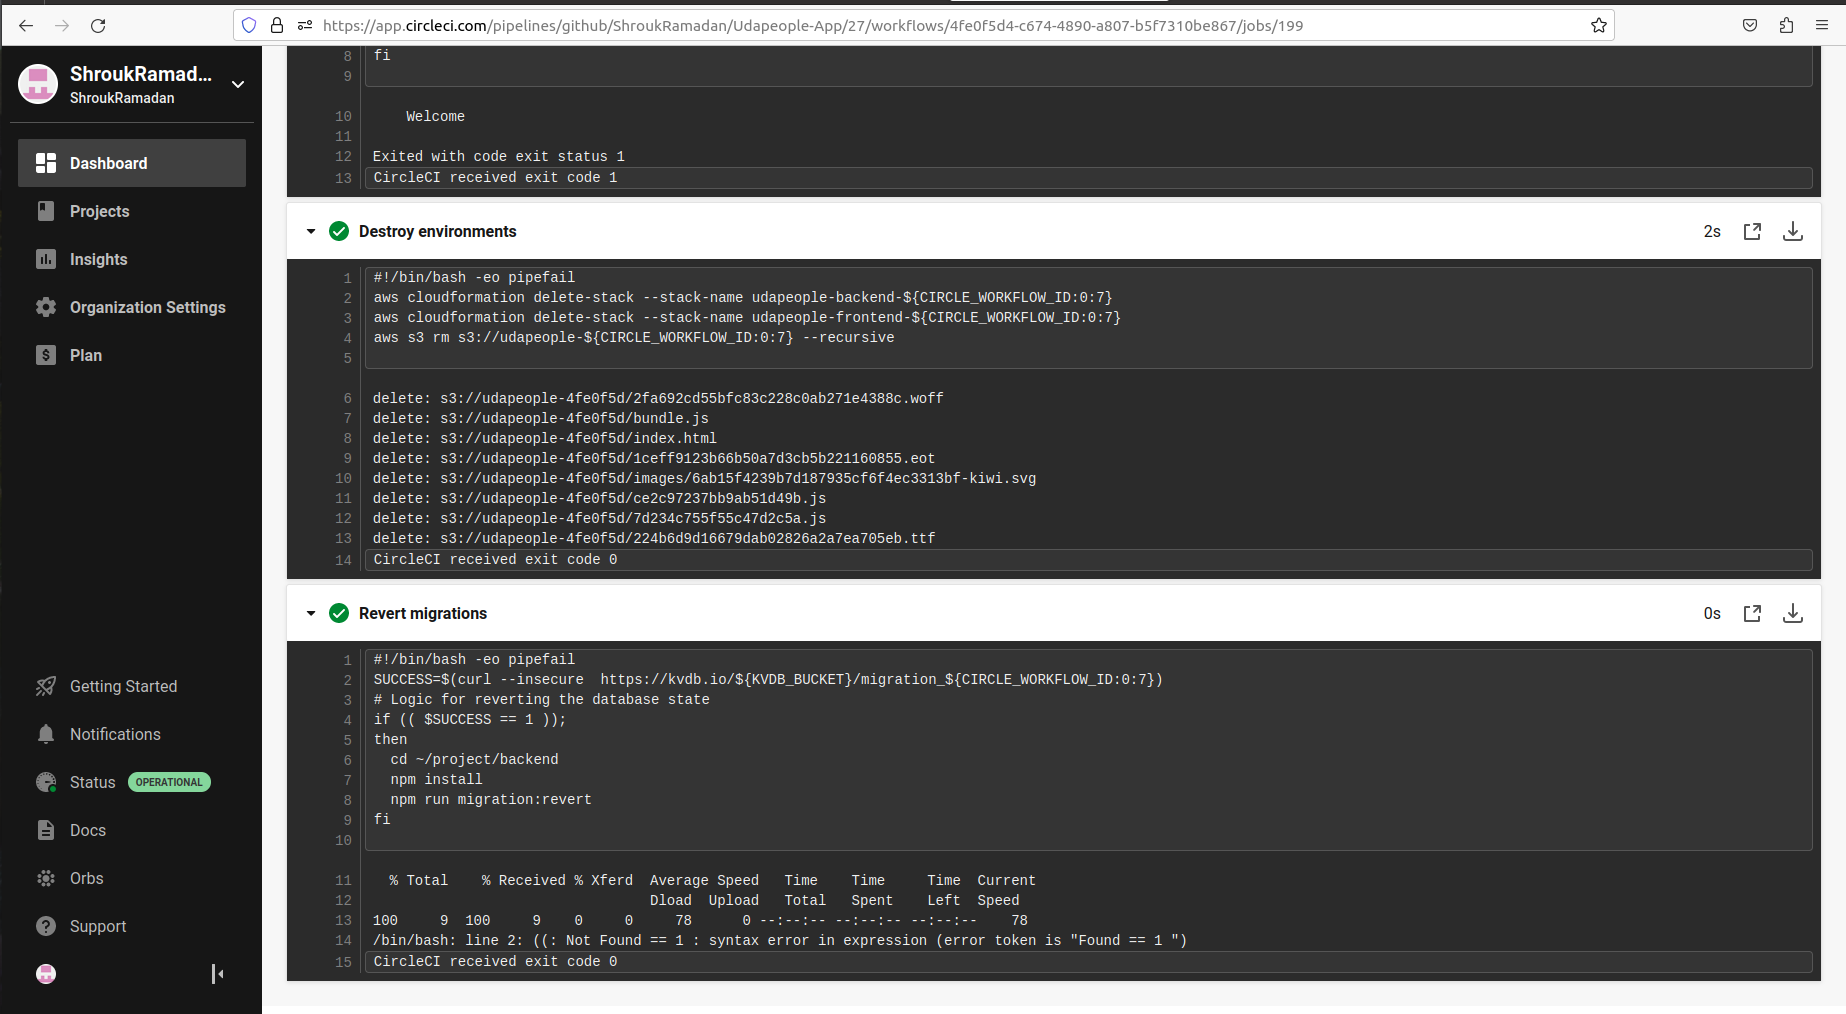 https://app.circleci.com/pipelines/github/ShroukRamadan/Udapeople-App/27/workflows/4fe0f5d4-c674-4890-a807-b5f7310be867/jobs/199
ShroukRamad...
ShroukRamadan
Dashboard
Projects
Insights
Organization Settings
Plan
Getting Started
Notifications
Status OPERATIONAL
Docs
Orbs
Support
8 fi
9
10 Welcome
11
12 Exited with code exit status 1
13 CircleCI received exit code 1
Destroy environments 2s
1 #!/bin/bash -eo pipefail
2 aws cloudformation delete-stack --stack-name udapeople-backend-${CIRCLE_WORKFLOW_ID:0:7}
3 aws cloudformation delete-stack --stack-name udapeople-frontend-${CIRCLE_WORKFLOW_ID:0:7}
4 aws s3 rm s3://udapeople-${CIRCLE_WORKFLOW_ID:0:7} --recursive
5
6 delete: s3://udapeople-4fe0f5d/2fa692cd55bfc83c228c0ab271e4388c.woff
7 delete: s3://udapeople-4fe0f5d/bundle.js
8 delete: s3://udapeople-4fe0f5d/index.html
9 delete: s3://udapeople-4fe0f5d/1ceff9123b66b50a7d3cb5b221160855.eot
10 delete: s3://udapeople-4fe0f5d/images/6ab15f4239b7d187935cf6f4ec3313bf-kiwi.svg
11 delete: s3://udapeople-4fe0f5d/ce2c97237bb9ab51d49b.js
12 delete: s3://udapeople-4fe0f5d/7d234c755f55c47d2c5a.js
13 delete: s3://udapeople-4fe0f5d/224b6d9d16679dab02826a2a7ea705eb.ttf
14 CircleCI received exit code 0
Revert migrations 0s
1 #!/bin/bash -eo pipefail
2 SUCCESS=$(curl --insecure  https://kvdb.io/${KVDB_BUCKET}/migration_${CIRCLE_WORKFLOW_ID:0:7})
3 # Logic for reverting the database state
4 if (( $SUCCESS == 1 ));
5 then
6   cd ~/project/backend
7   npm install
8   npm run migration:revert
9 fi
10
11 % Total    % Received % Xferd  Average Speed   Time    Time     Time  Current
12 Dload  Upload   Total   Spent    Left  Speed
13 100     9  100     9    0     0     78      0 --:--:-- --:--:-- --:--:--    78
14 /bin/bash: line 2: ((: Not Found == 1 : syntax error in expression (error token is "Found == 1 ")
15 CircleCI received exit code 0